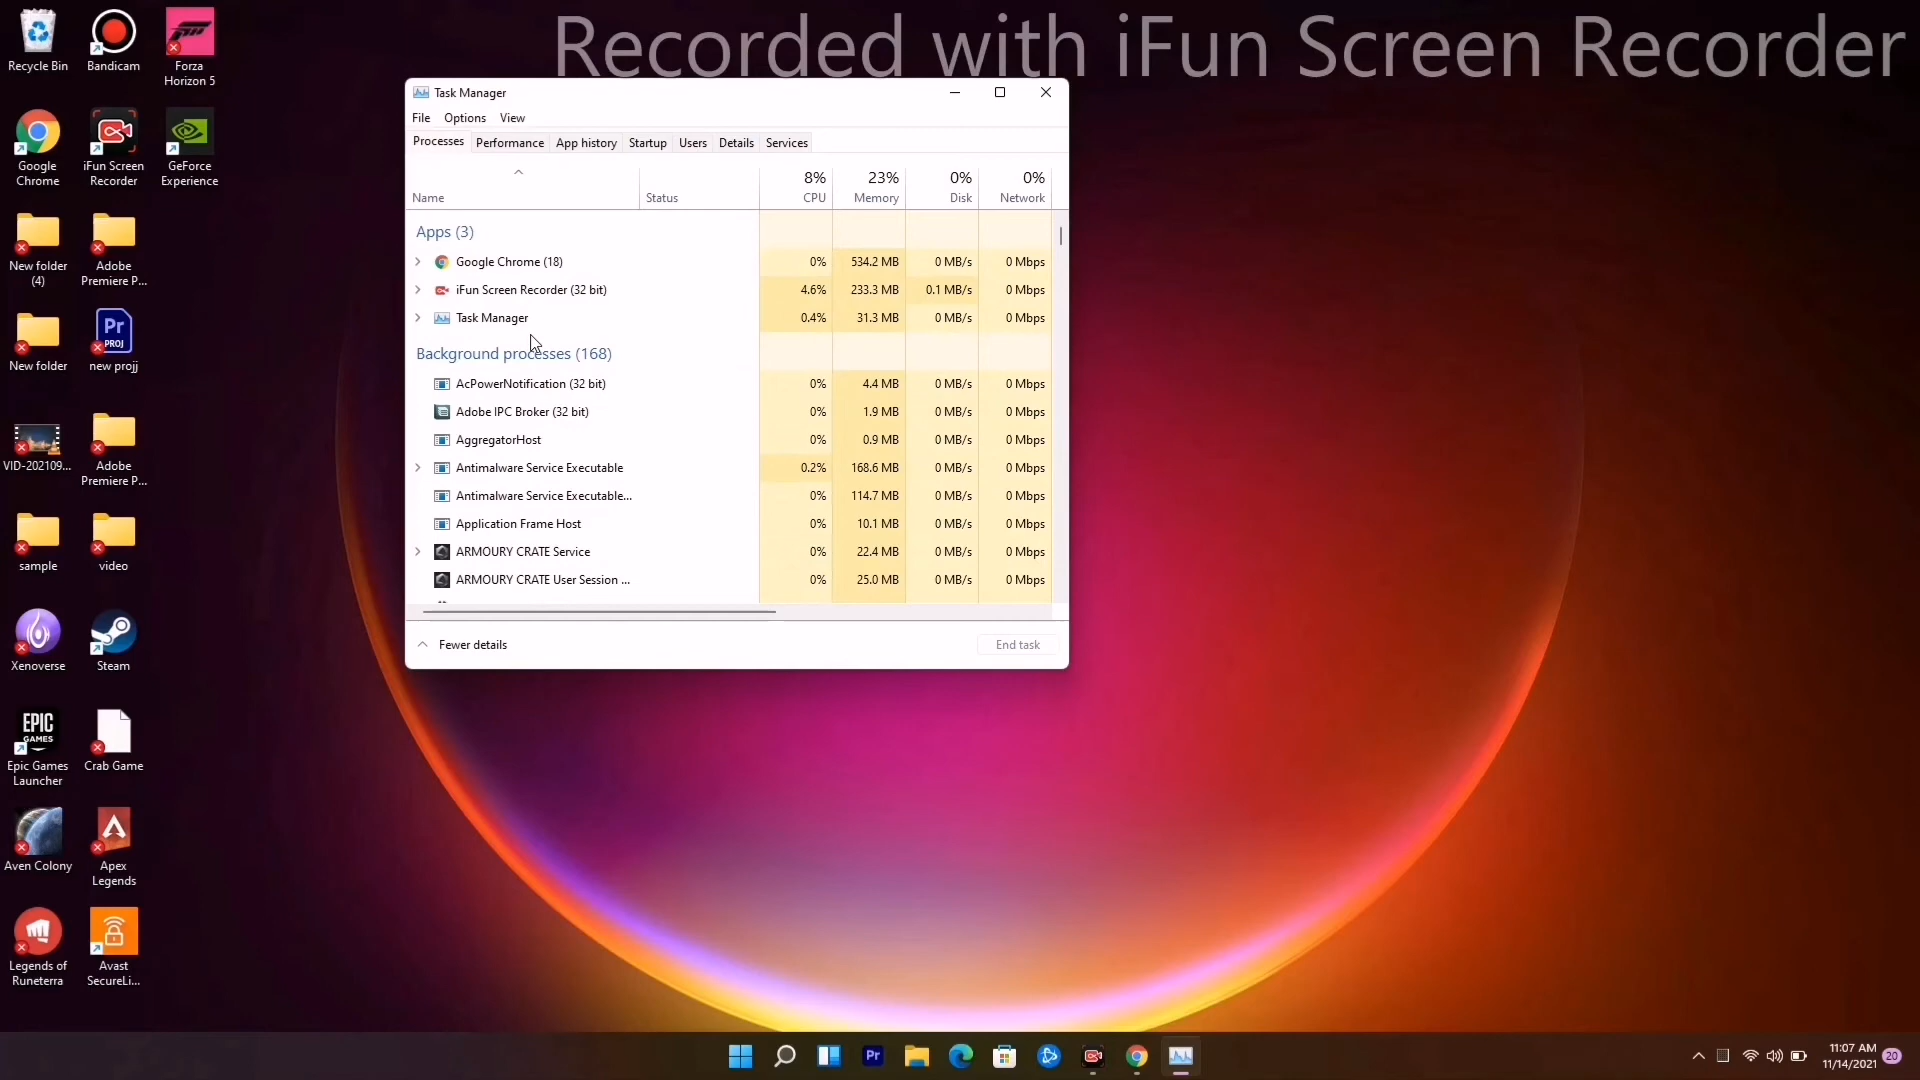 Recorded with iFun Screen Recorder
Recycle Bin
Bandicam
Forza
Horizon 5
Google
Chrome
iFun Screen
Recorder
GeForce
Experience
New folder
(4)
Adobe
Premiere P...
New folder
Pr
PROJ
new projj
VID-202109...
Adobe
Premiere P...
sample
video
Xenoverse
Steam
EPIC
GAMES
Epic Games
Launcher
Crab Game
Aven Colony
Apex
Legends
Legends of
Runeterra
Avast
SecureLi...
Task Manager
File Options View
Processes Performance App history Startup Users Details Services
8% 23% 0% 0%
Name Status CPU Memory Disk Network
Apps (3)
Google Chrome (18) 0% 534.2 MB 0 MB/s 0 Mbps
iFun Screen Recorder (32 bit) 4.6% 233.3 MB 0.1 MB/s 0 Mbps
Task Manager 0.4% 31.3 MB 0 MB/s 0 Mbps
Background processes (168)
AcPowerNotification (32 bit) 0% 4.4 MB 0 MB/s 0 Mbps
Adobe IPC Broker (32 bit) 0% 1.9 MB 0 MB/s 0 Mbps
AggregatorHost 0% 0.9 MB 0 MB/s 0 Mbps
Antimalware Service Executable 0.2% 168.6 MB 0 MB/s 0 Mbps
Antimalware Service Executable... 0% 114.7 MB 0 MB/s 0 Mbps
Application Frame Host 0% 10.1 MB 0 MB/s 0 Mbps
ARMOURY CRATE Service 0% 22.4 MB 0 MB/s 0 Mbps
ARMOURY CRATE User Session ... 0% 25.0 MB 0 MB/s 0 Mbps
Fewer details
End task
Pr
11:07 AM
11/14/2021
20